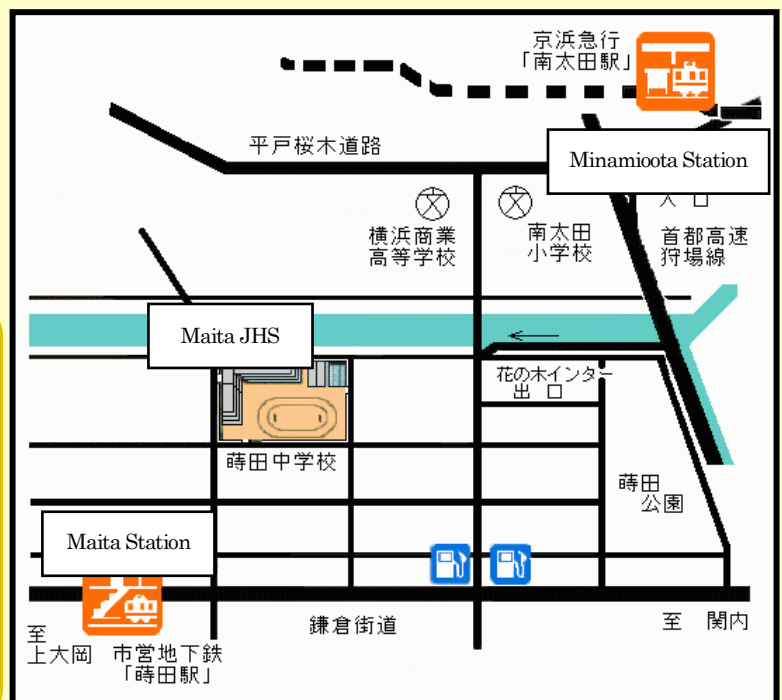 京浜急行
「南太田駅」
平戸桜木道路
Minamioota Station
入 口
横浜商業
高等学校
南太田
小学校
首都高速
狩場線
Maita JHS
花の木インター
出 口
蒔田中学校
蒔田
公園
Maita Station
鎌倉街道
至 関内
至
上大岡
市営地下鉄
「蒔田駅」